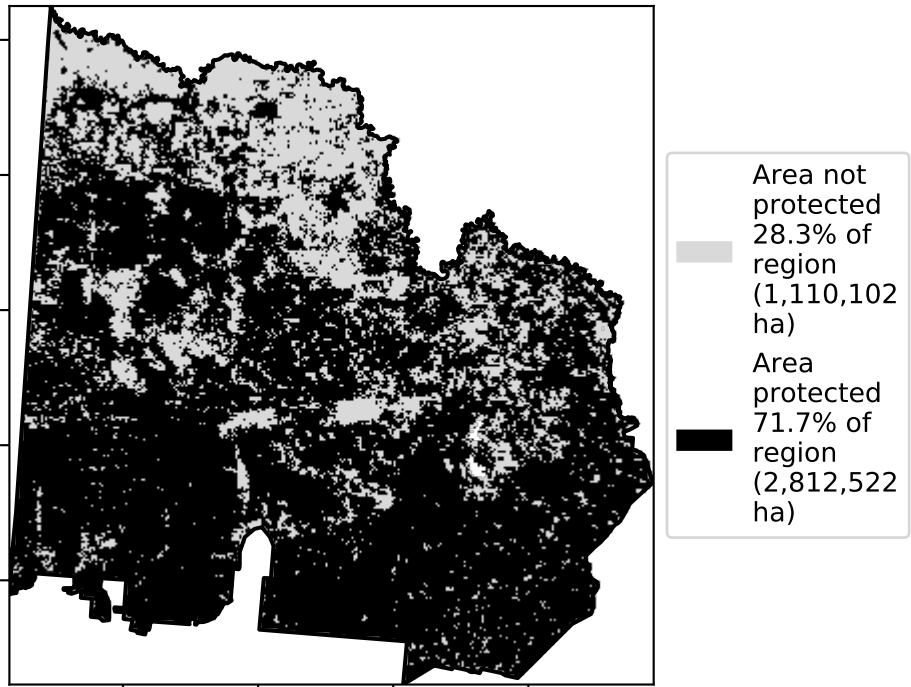 Area not
protected
28.3% of
region
(1,110,102
ha)
Area
protected
71.7% of
region
(2,812,522
ha)